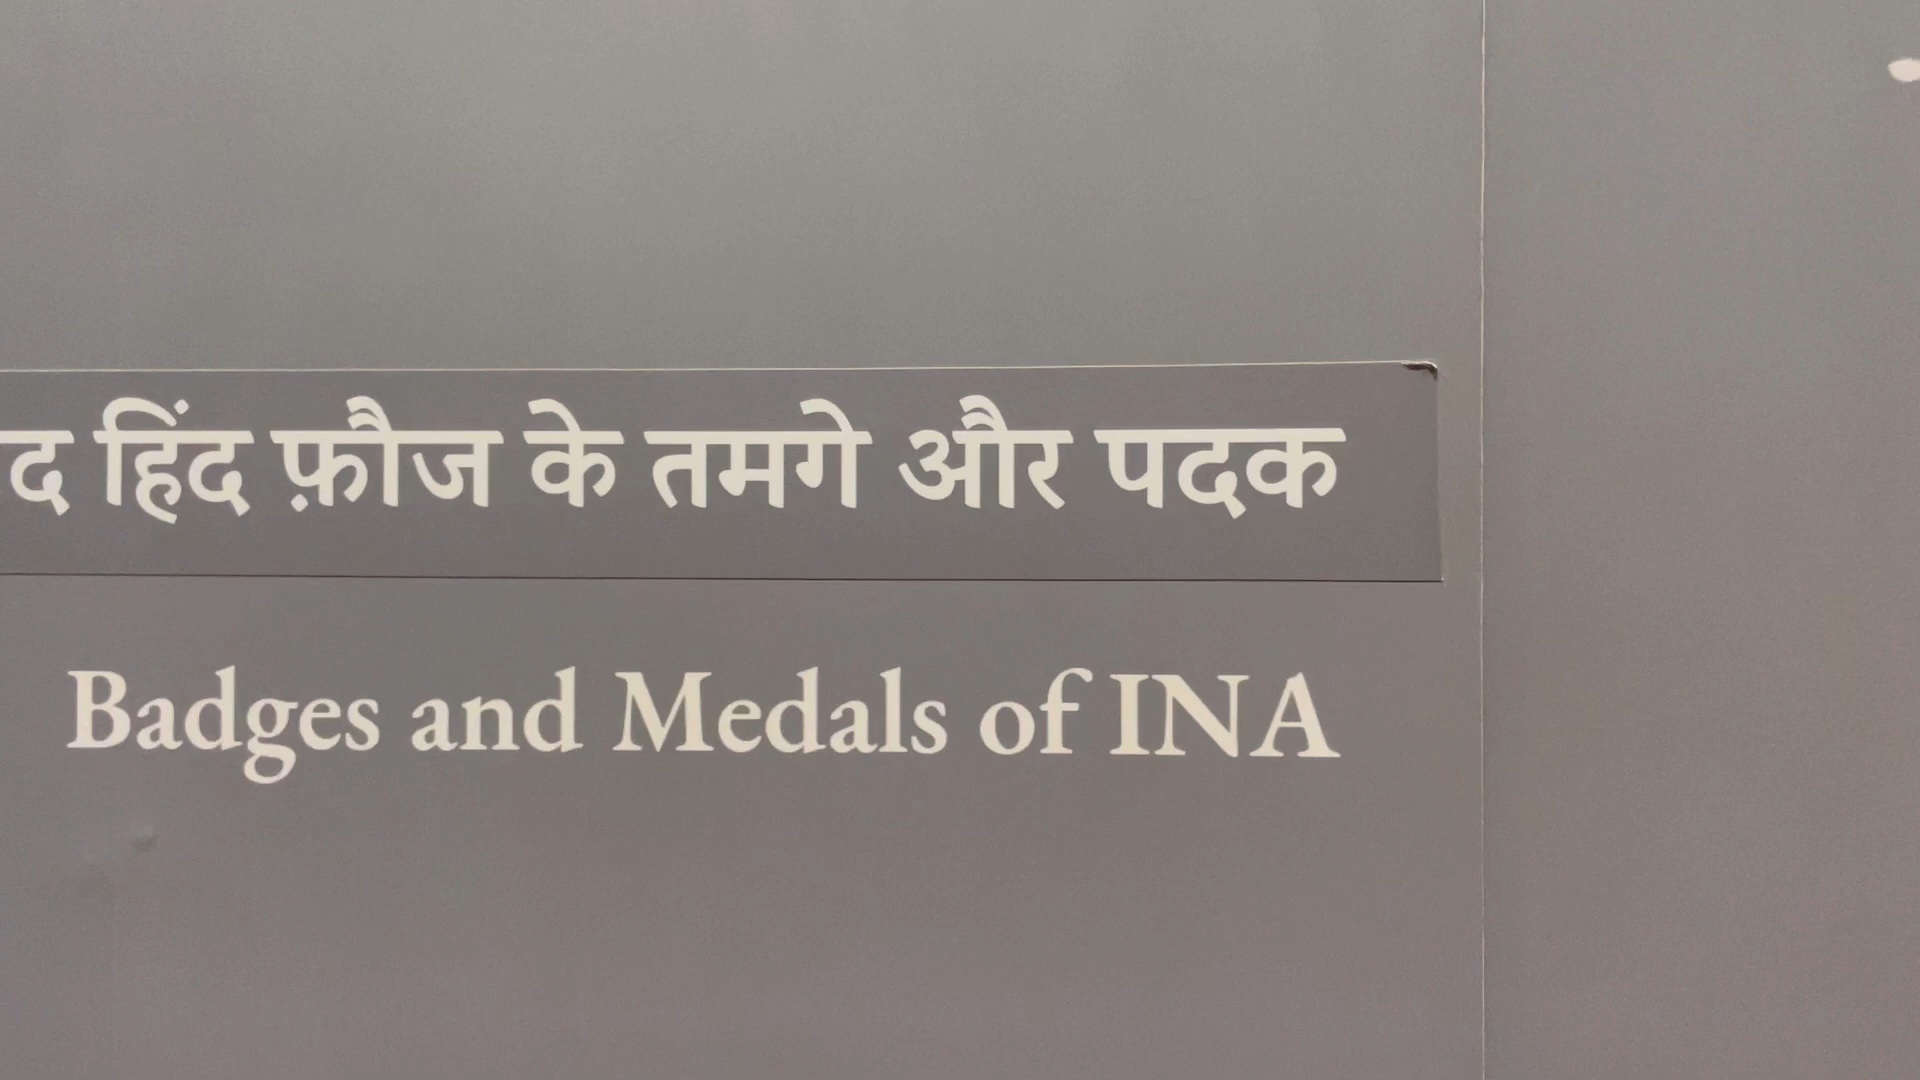 द हिंद फ़ौज के तमगे और पदक
Badges and Medals of INA